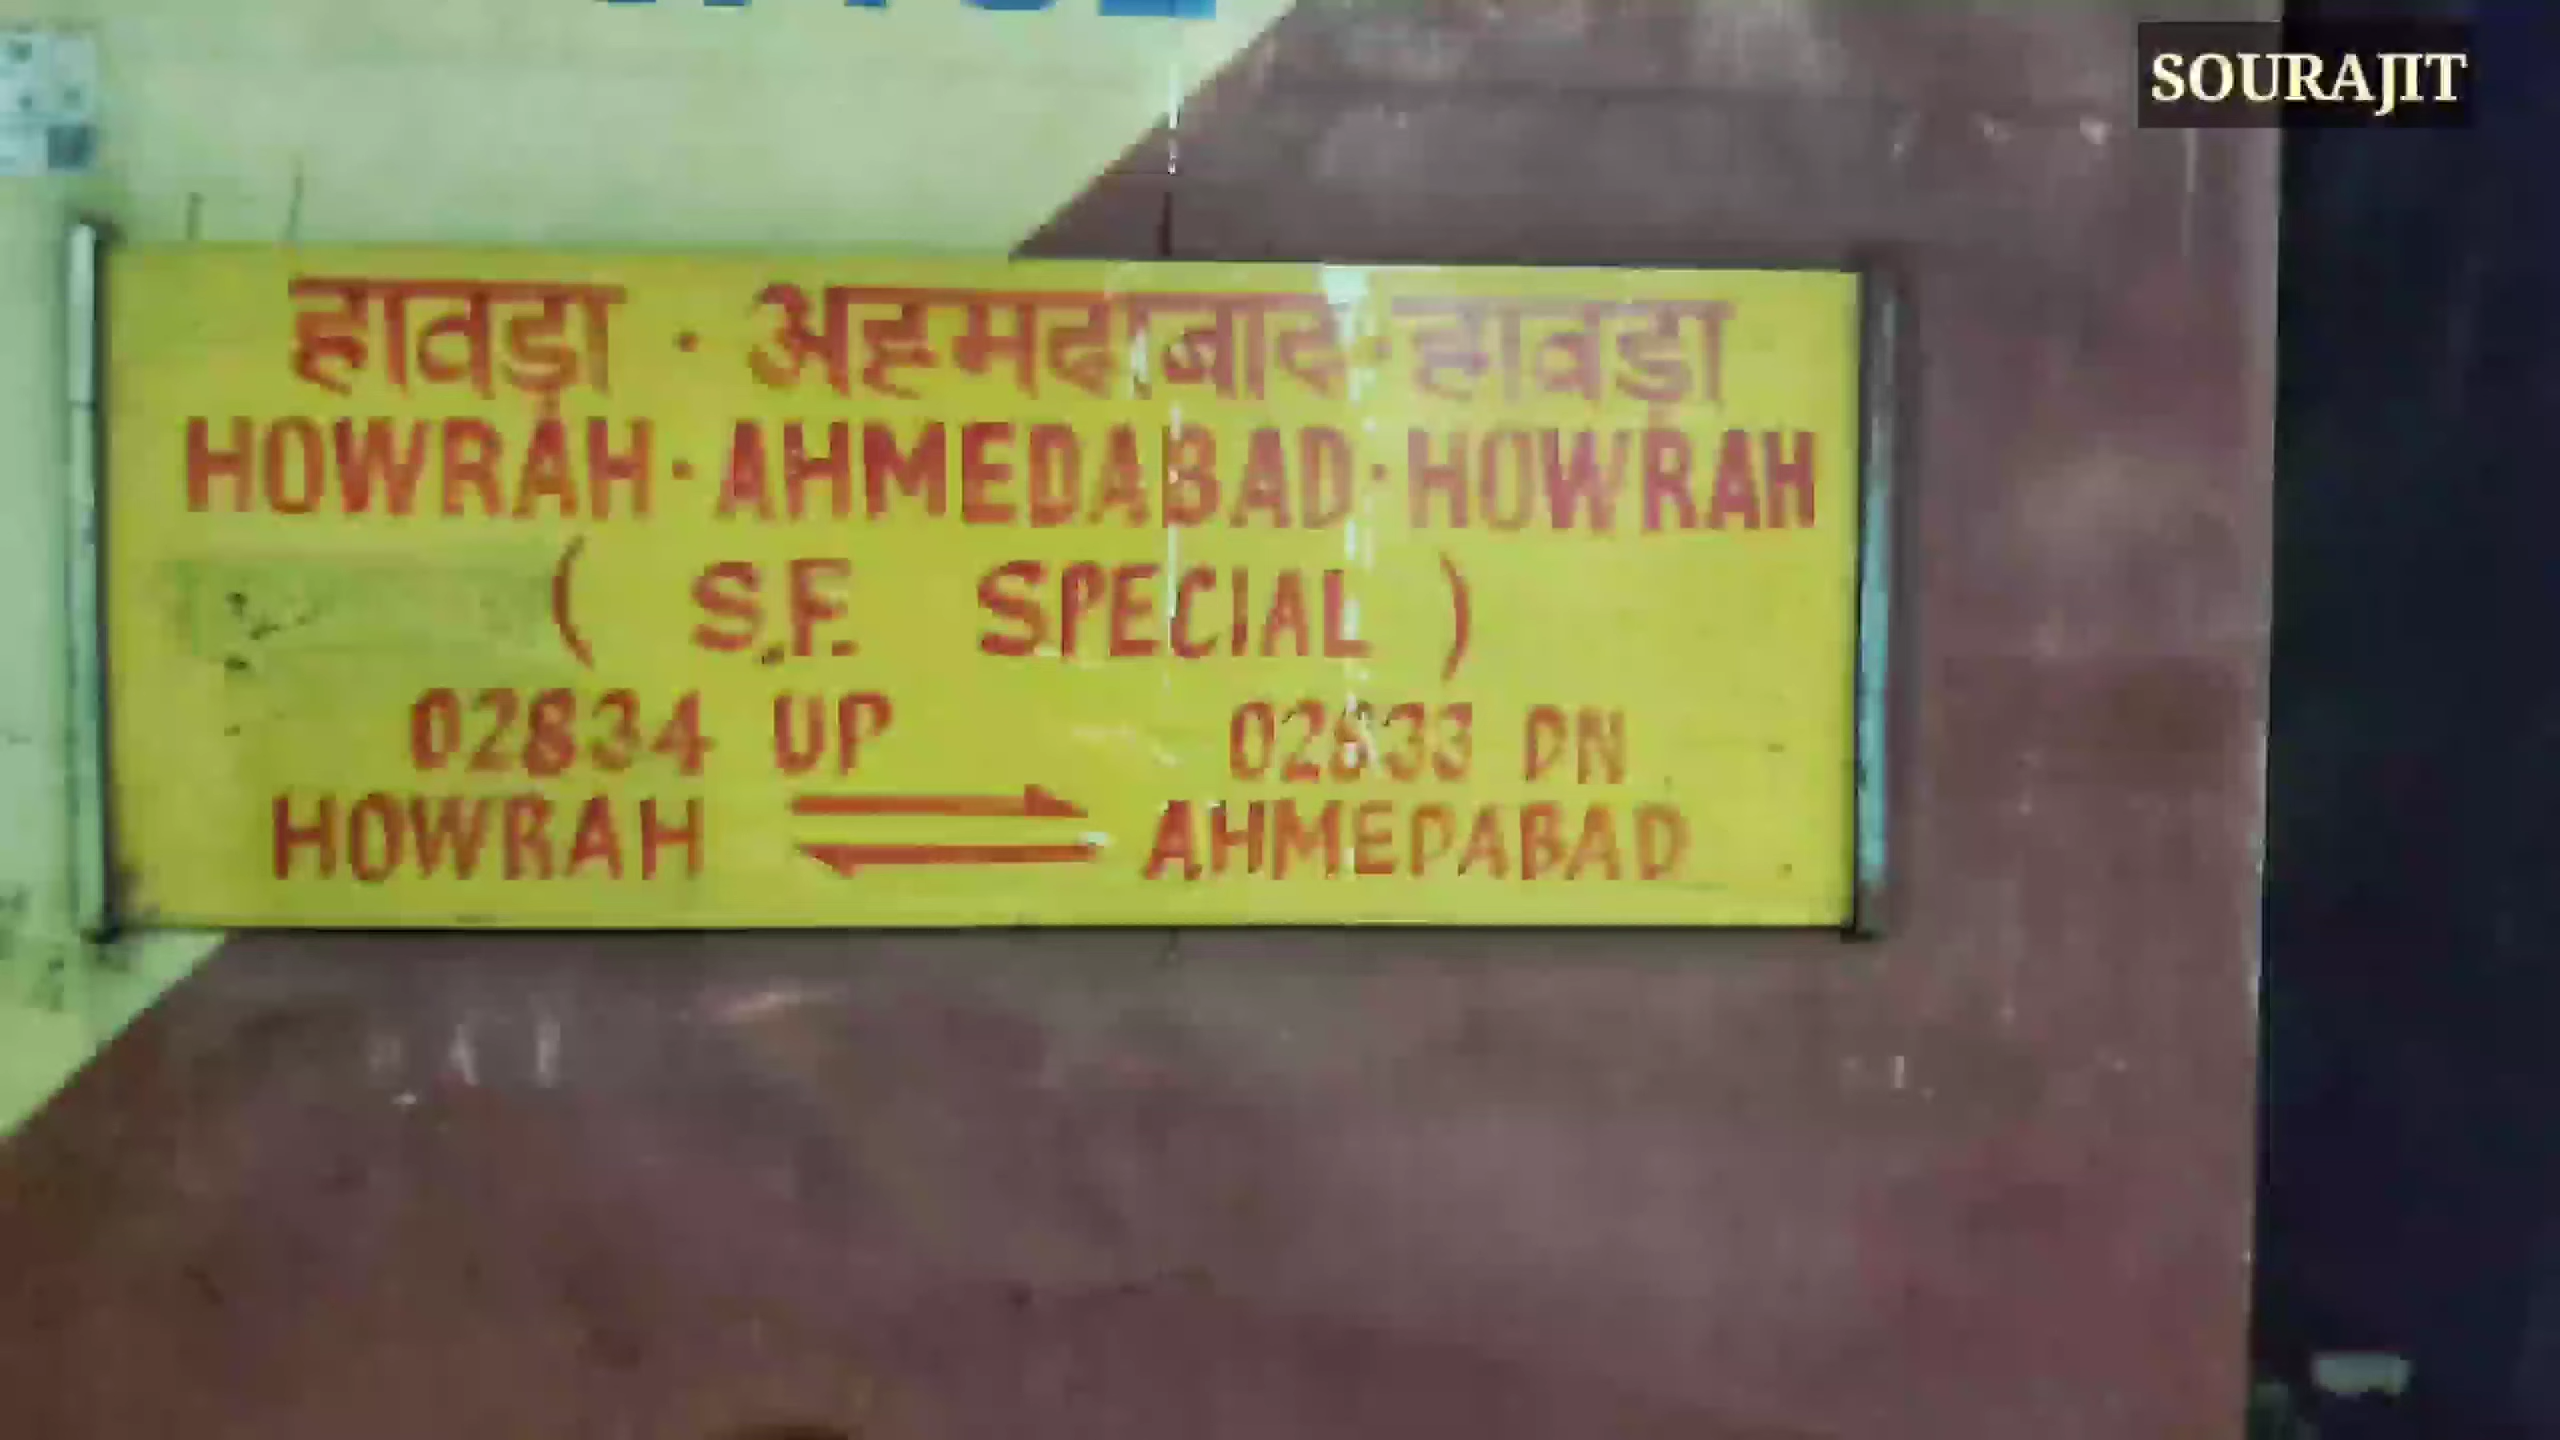 SOURAJIT
हावड़ा · अहमदाबाद · हावड़ा
HOWRAH · AHMEDABAD · HOWRAH
( S.F. SPECIAL )
02834 UP 02833 DN
HOWRAH AHMEDABAD